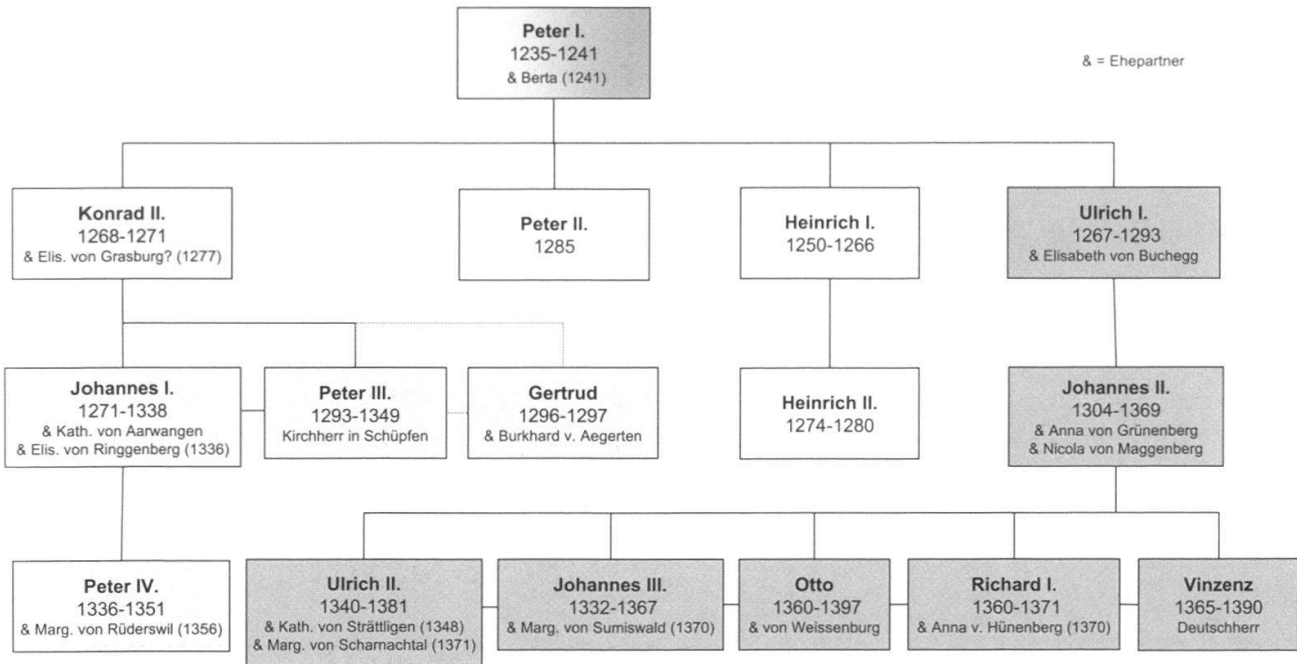 Peter I.
1235-1241
& Berta (1241)
& = Ehepartner
Konrad II.
1268-1271
& Elis. von Grasburg? (1277)
Peter II.
1285
Heinrich I.
1250-1266
Ulrich I.
1267-1293
& Elisabeth von Buchegg
Johannes I.
1271-1338
& Kath. von Aarwangen
& Elis. von Ringgenberg (1336)
Peter III.
1293-1349
Kirchherr in Schüpfen
Gertrud
1296-1297
& Burkhard v. Aegerten
Heinrich II.
1274-1280
Johannes II.
1304-1369
& Anna von Grünenberg
& Nicola von Maggenberg
Peter IV.
1336-1351
& Marg. von Rüderswil (1356)
Ulrich II.
1340-1381
& Kath. von Strättligen (1348)
& Marg. von Scharnachtal (1371)
Johannes III.
1332-1367
& Marg. von Sumiswald (1370)
Otto
1360-1397
& von Weissenburg
Richard I.
1360-1371
& Anna v. Hünenberg (1370)
Vinzenz
1365-1390
Deutschherr